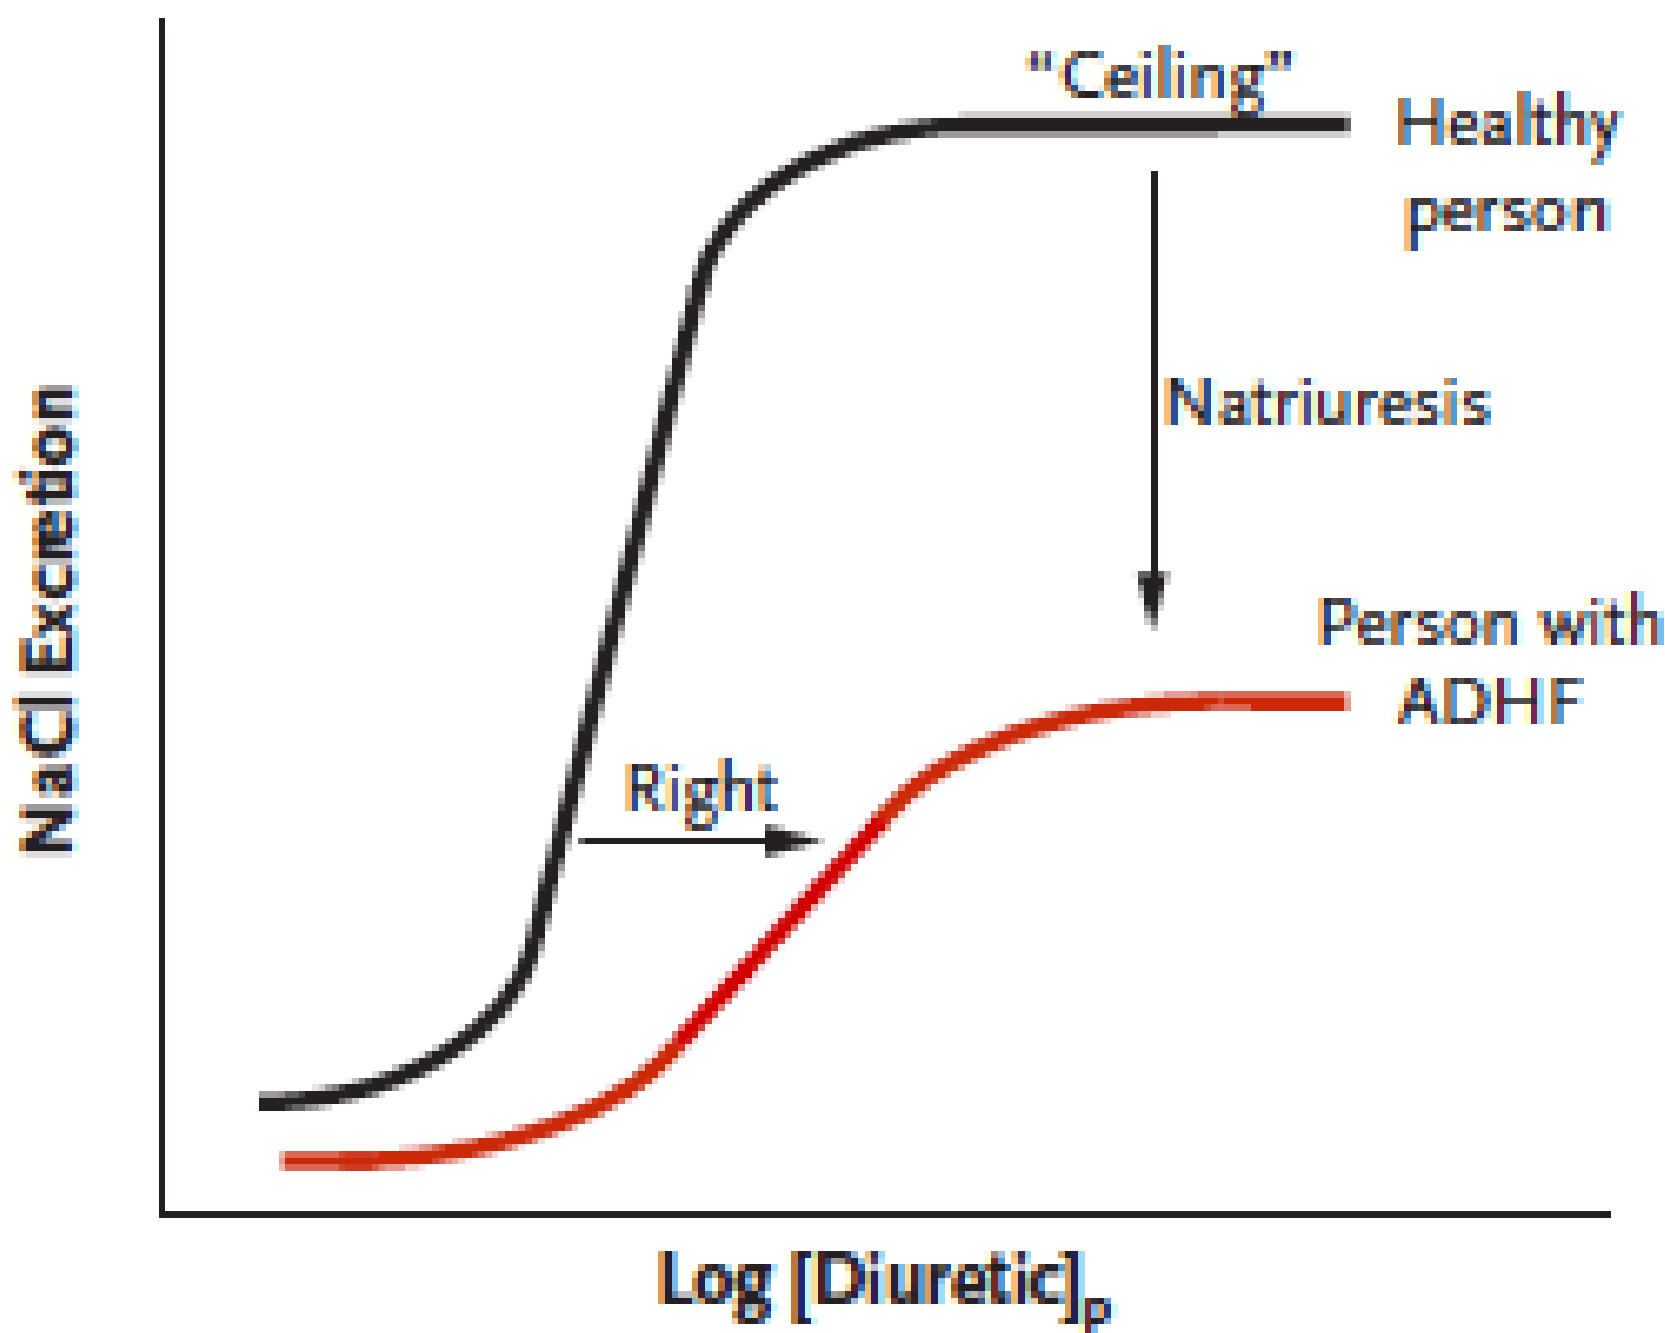 “Ceiling”
Healthy
person
Natriuresis
Person with
ADHF
Right
NaCl Excretion
Log [Diuretic]p